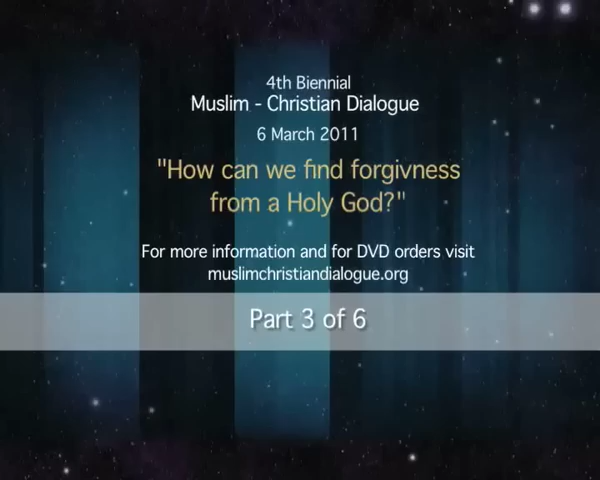 4th Biennial
Muslim - Christian Dialogue
6 March 2011
"How can we find forgivness
from a Holy God?"
For more information and for DVD orders visit
muslimchristiandialogue.org
Part 3 of 6